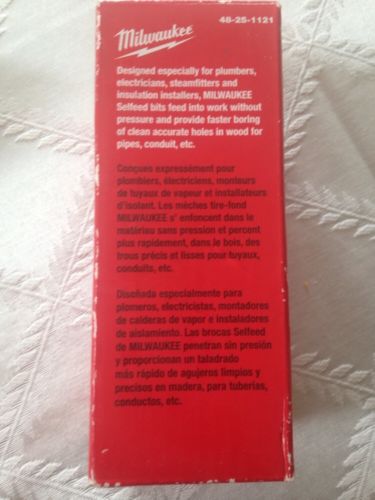 Milwaukee
48-25-1121
Designed especially for plumbers,
electricians, steamfitters and
insulation installers, MILWAUKEE
Selfeed bits feed into work without
pressure and provide faster boring
of clean accurate holes in wood for
pipes, conduit, etc.
Conçues expressément pour
plombiers, électriciens, monteurs
de tuyaux de vapeur et installateurs
d'isolant. Les mèches tire-fond
MILWAUKEE s' enfoncent dans le
matériau sans pression et percent
plus rapidement, dans le bois, des
trous précis et lisses pour tuyaux,
conduits, etc.
Diseñada especialmente para
plomeros, electricistas, montadores
de calderas de vapor e instaladores
de aislamiento. Las brocas Selfeed
de MILWAUKEE penetran sin presión
y proporcionan un taladrado
más rápido de agujeros limpios y
precisos en madera, para tuberías,
conductos, etc.